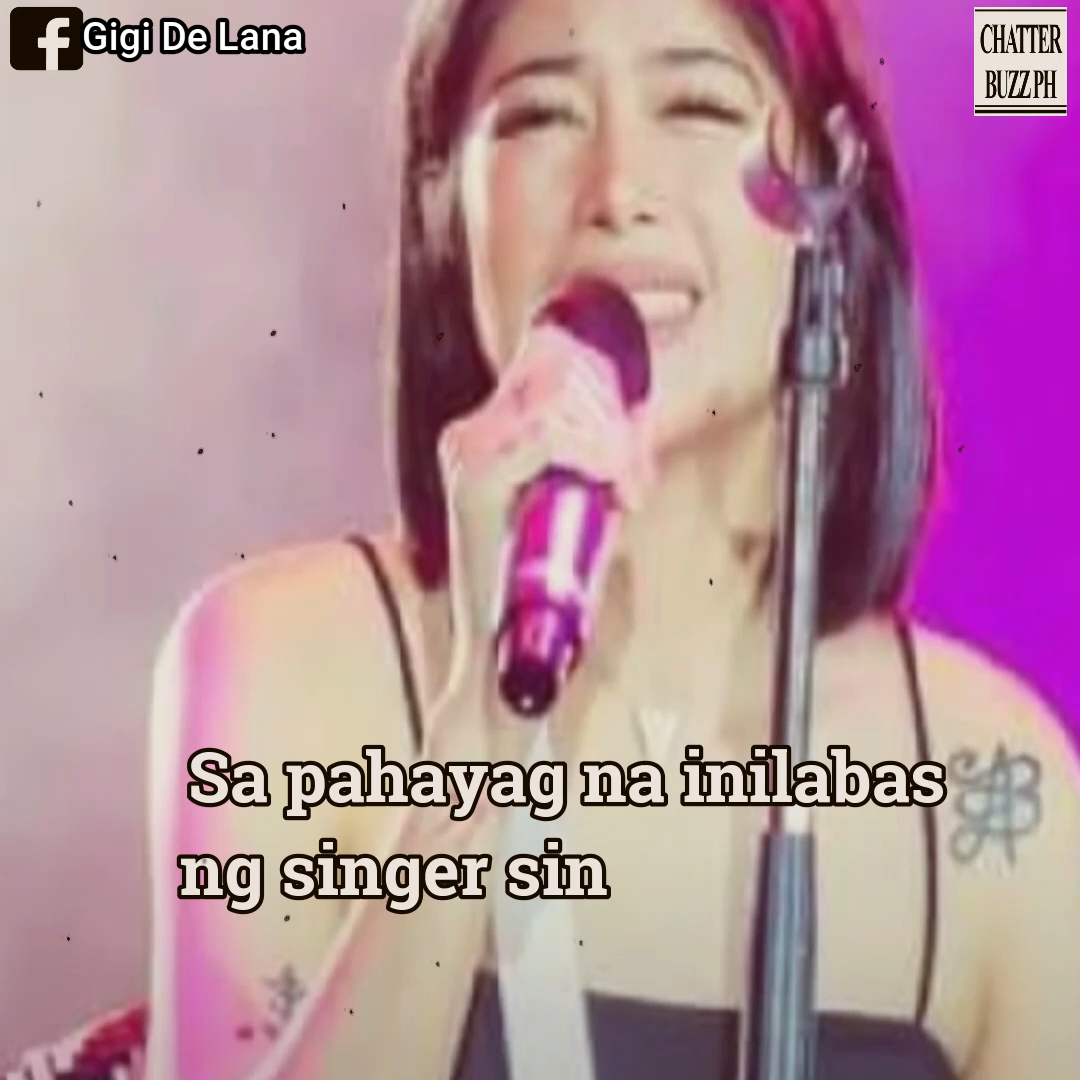 Gigi De Lana
CHATTER
BUZZ PH
Sa pahayag na inilabas
ng singer sin